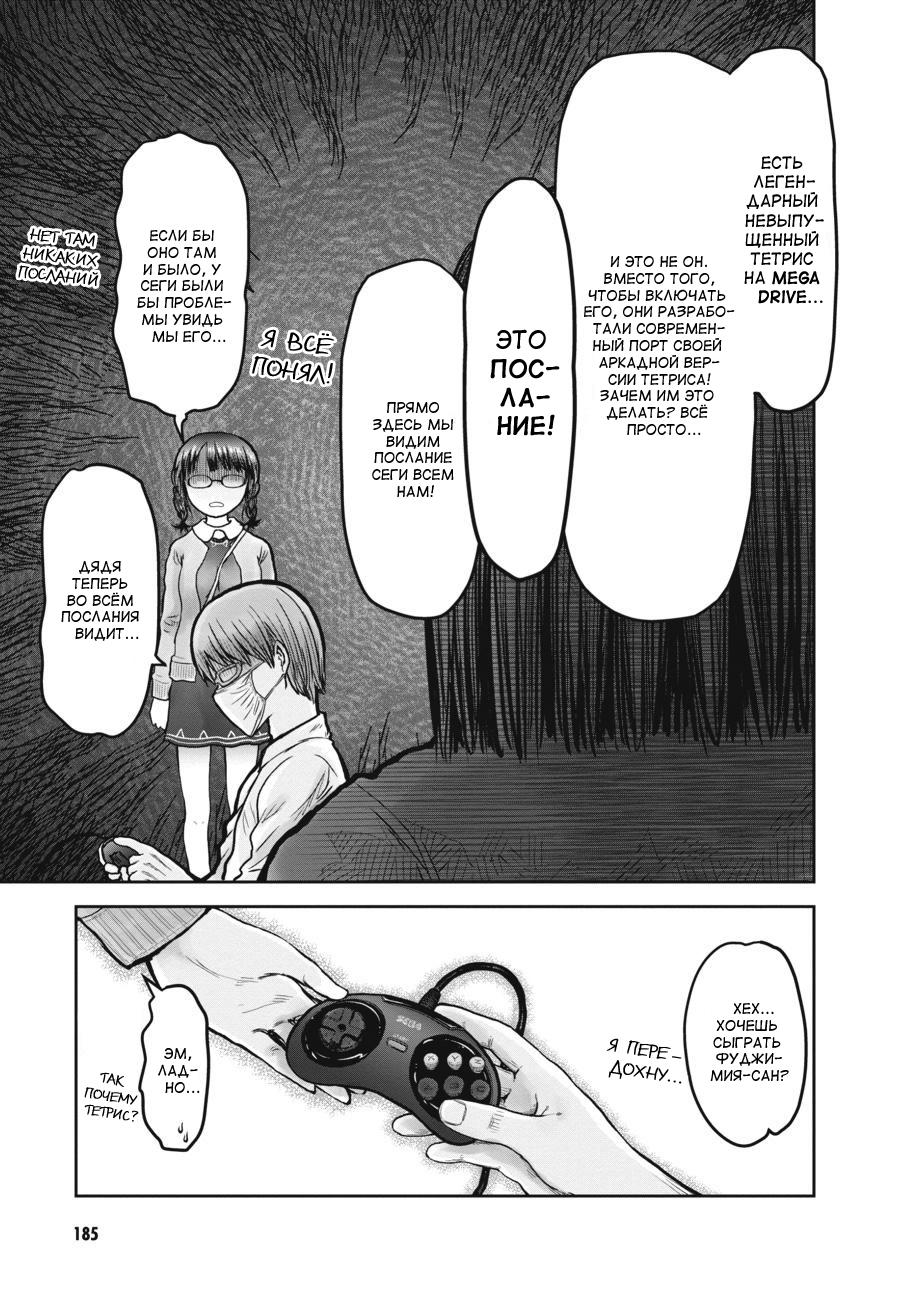 ЕСТЬ
ЛЕГЕН-
ДАРНЫЙ
НЕВЫПУ-
ЩЕННЫЙ
ТЕТРИС
НА MEGA
DRIVE...
И ЭТО НЕ ОН.
ВМЕСТО ТОГО,
ЧТОБЫ ВКЛЮЧАТЬ
ЕГО, ОНИ РАЗРАБО-
ТАЛИ СОВРЕМЕН-
НЫЙ ПОРТ СВОЕЙ
АРКАДНОЙ ВЕР-
СИИ ТЕТРИСА!
ЗАЧЕМ ИМ ЭТО
ДЕЛАТЬ? ВСЁ
ПРОСТО...
ЭТО
ПОС-
ЛА-
НИЕ!
ПРЯМО
ЗДЕСЬ МЫ
ВИДИМ
ПОСЛАНИЕ
СЕГИ ВСЕМ
НАМ!
Я ВСЁ
ПОНЯЛ!
ЕСЛИ БЫ
ОНО ТАМ
И БЫЛО, У
СЕГИ БЫЛИ
БЫ ПРОБЛЕ-
МЫ УВИДЬ
МЫ ЕГО...
НЕТ ТАМ
НИКАКИХ
ПОСЛАНИЙ
ДЯДЯ
ТЕПЕРЬ
ВО ВСЁМ
ПОСЛАНИЯ
ВИДИТ...
ХЕХ...
ХОЧЕШЬ
СЫГРАТЬ
ФУДЖИ-
МИЯ-САН?
Я ПЕРЕ-
ДОХНУ...
SEGA
START
X Y Z
ЭМ,
ЛАД-
НО...
ТАК
ПОЧЕМУ
ТЕТРИС?
185